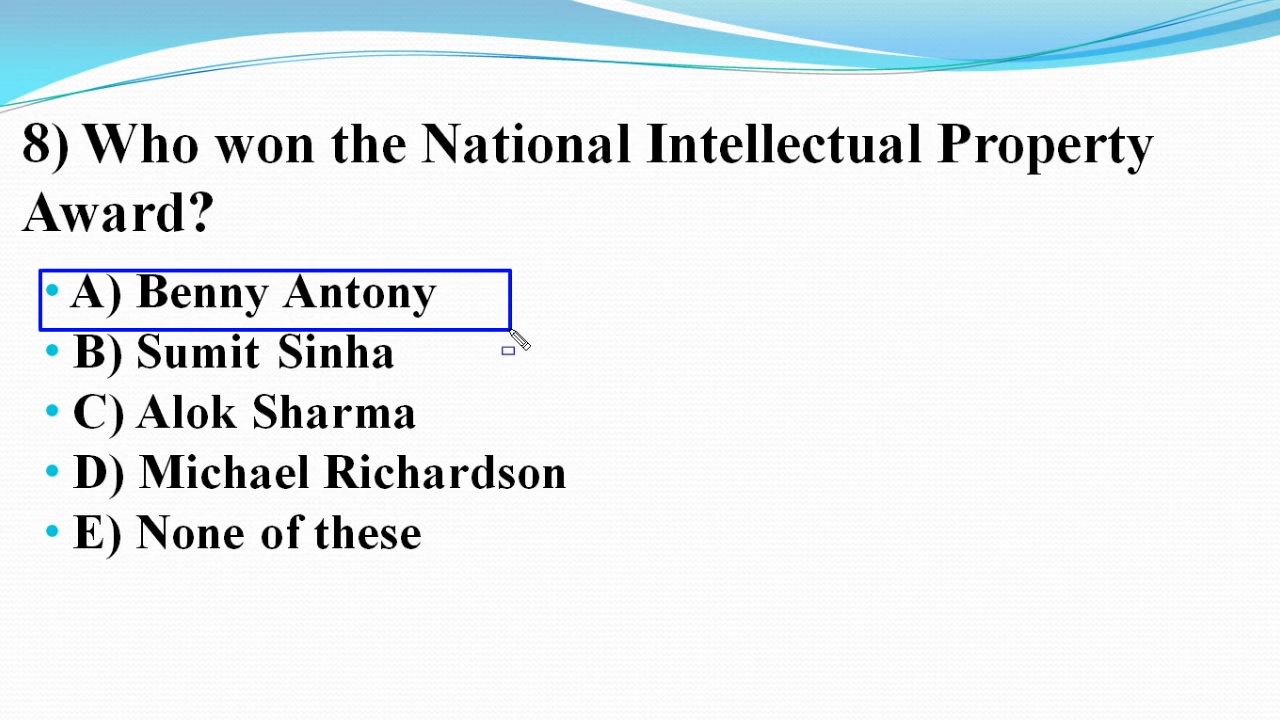 8) Who won the National Intellectual Property
Award?
• A) Benny Antony
• B) Sumit Sinha
• C) Alok Sharma
• D) Michael Richardson
• E) None of these